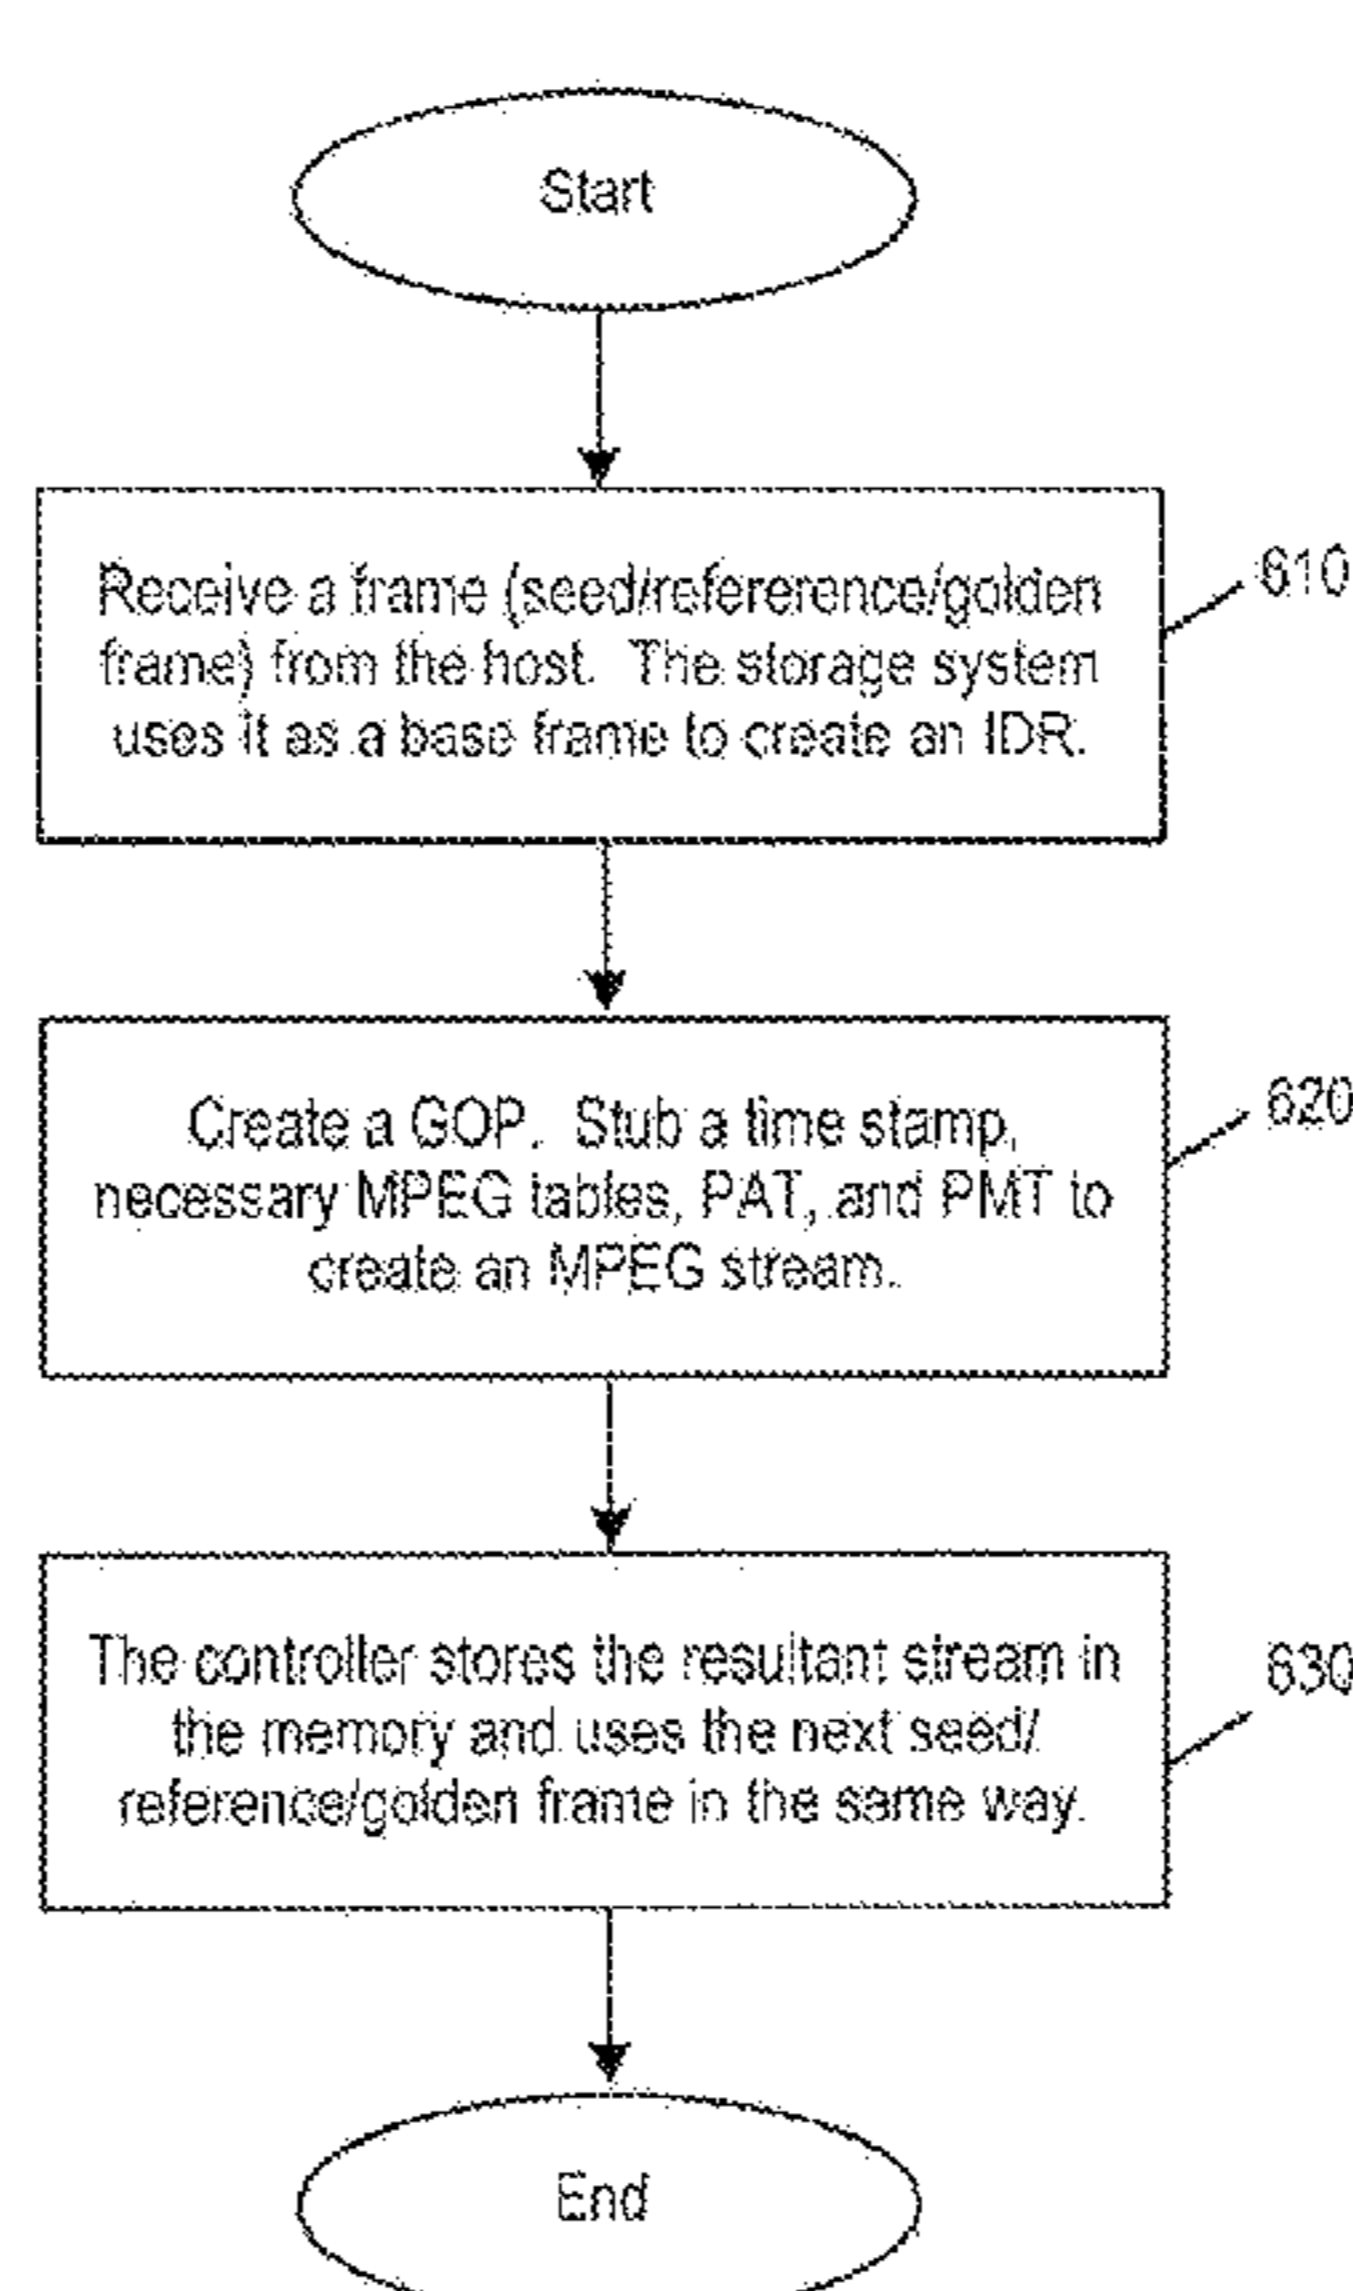 Start
Receive a frame (seed/refererence/golden
frame) from the host. The storage system
uses it as a base frame to create an IDR.
610
Create a GOP. Stub a time stamp,
necessary MPEG tables, PAT, and PMT to
create an MPEG stream.
620
The controller stores the resultant stream in
the memory and uses the next seed/
reference/golden frame in the same way.
630
End